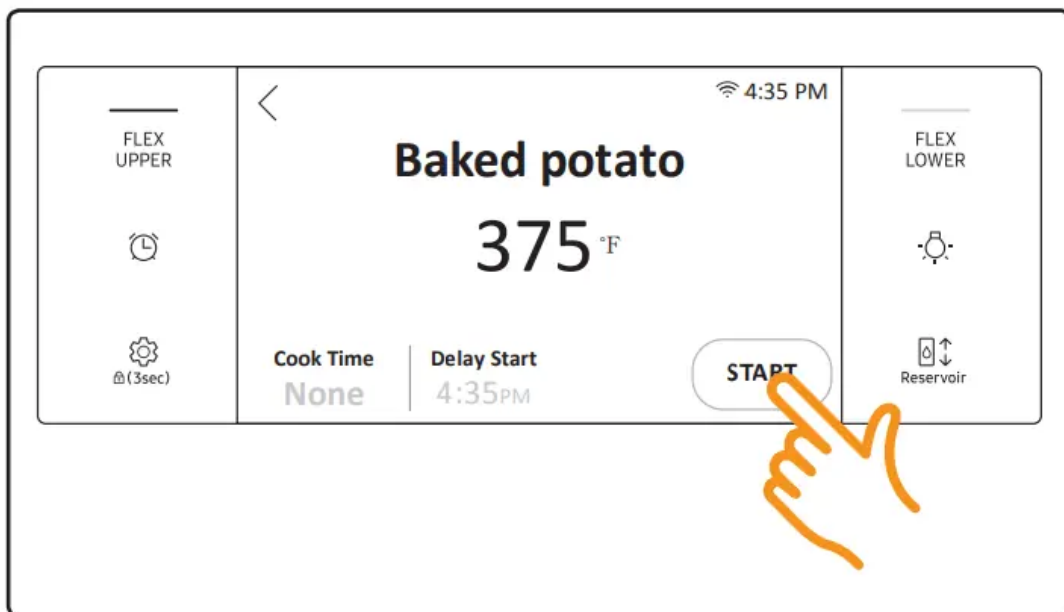 4:35 PM
FLEX
UPPER
Baked potato
375 °F
FLEX
LOWER
(3sec)
Cook Time
None
Delay Start
4:35PM
START
Reservoir